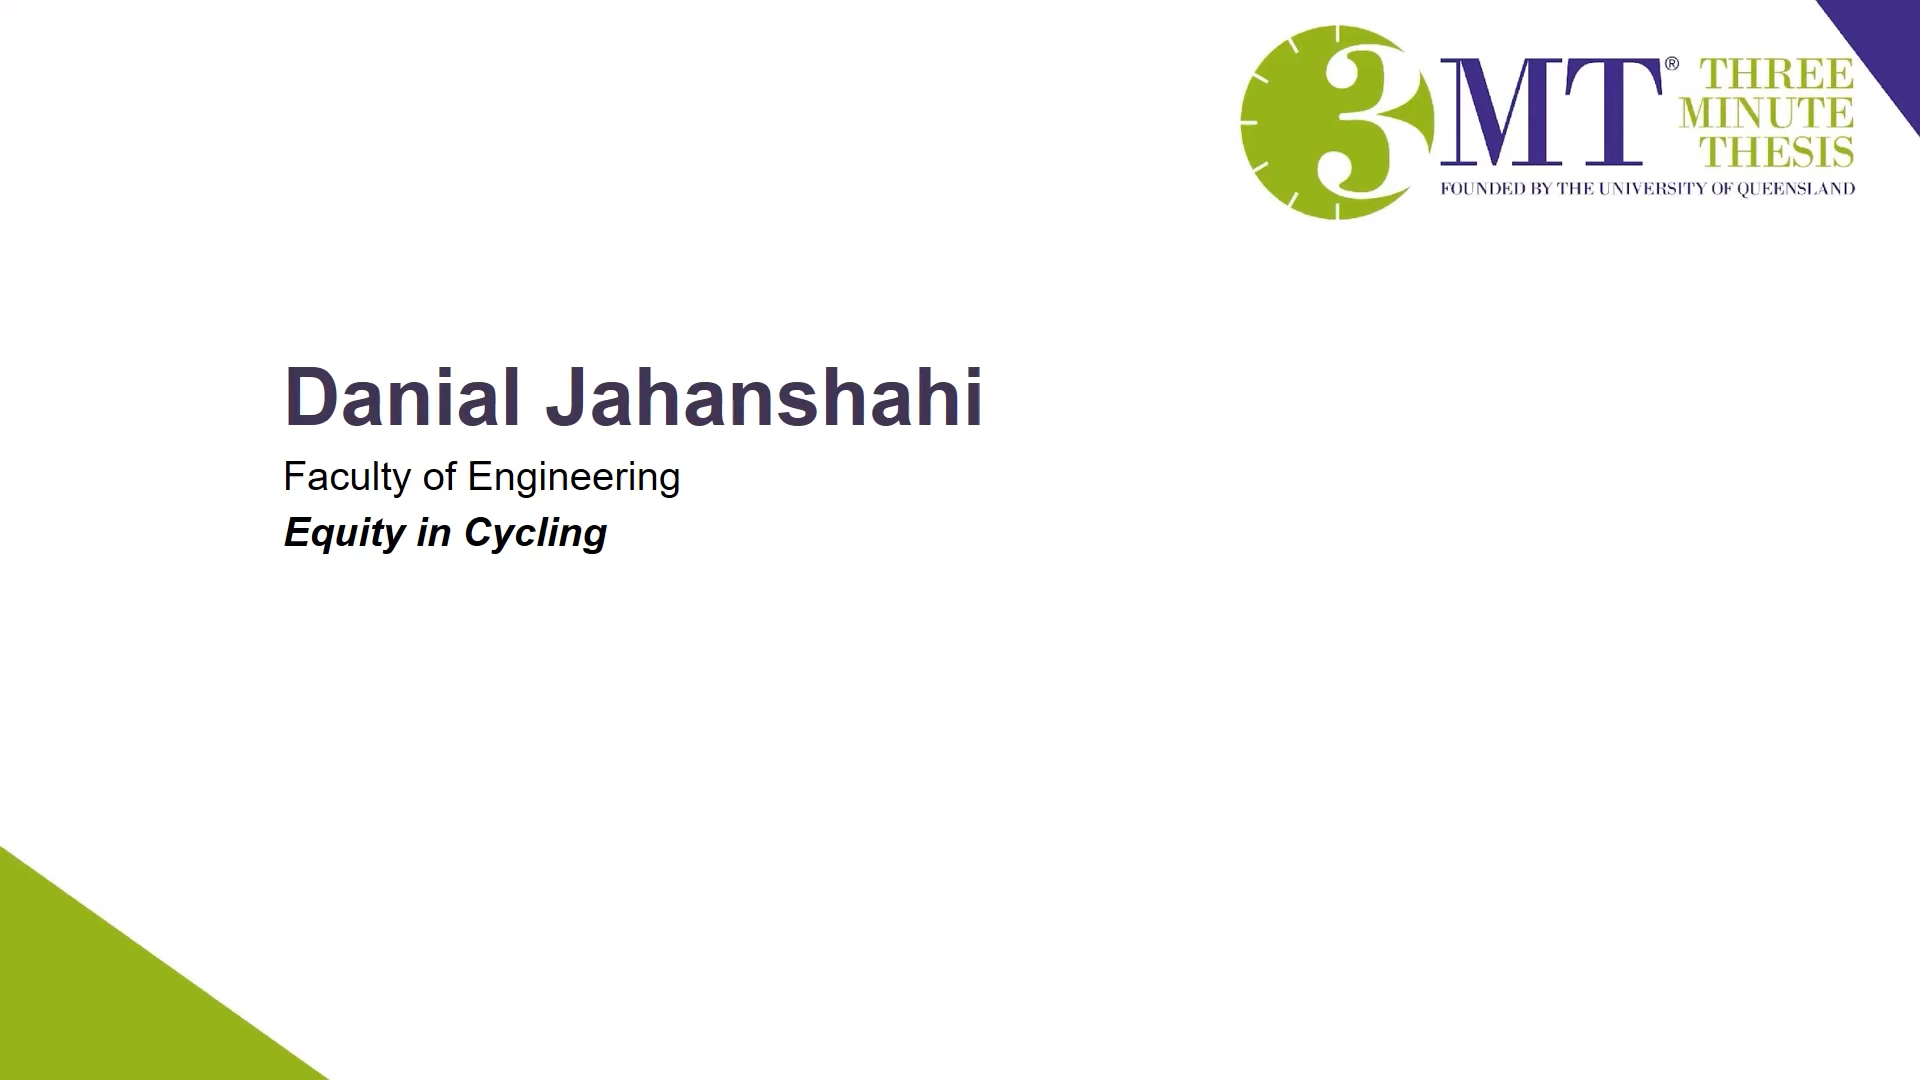 3MT® THREE
MINUTE
THESIS
FOUNDED BY THE UNIVERSITY OF QUEENSLAND
Danial Jahanshahi
Faculty of Engineering
Equity in Cycling